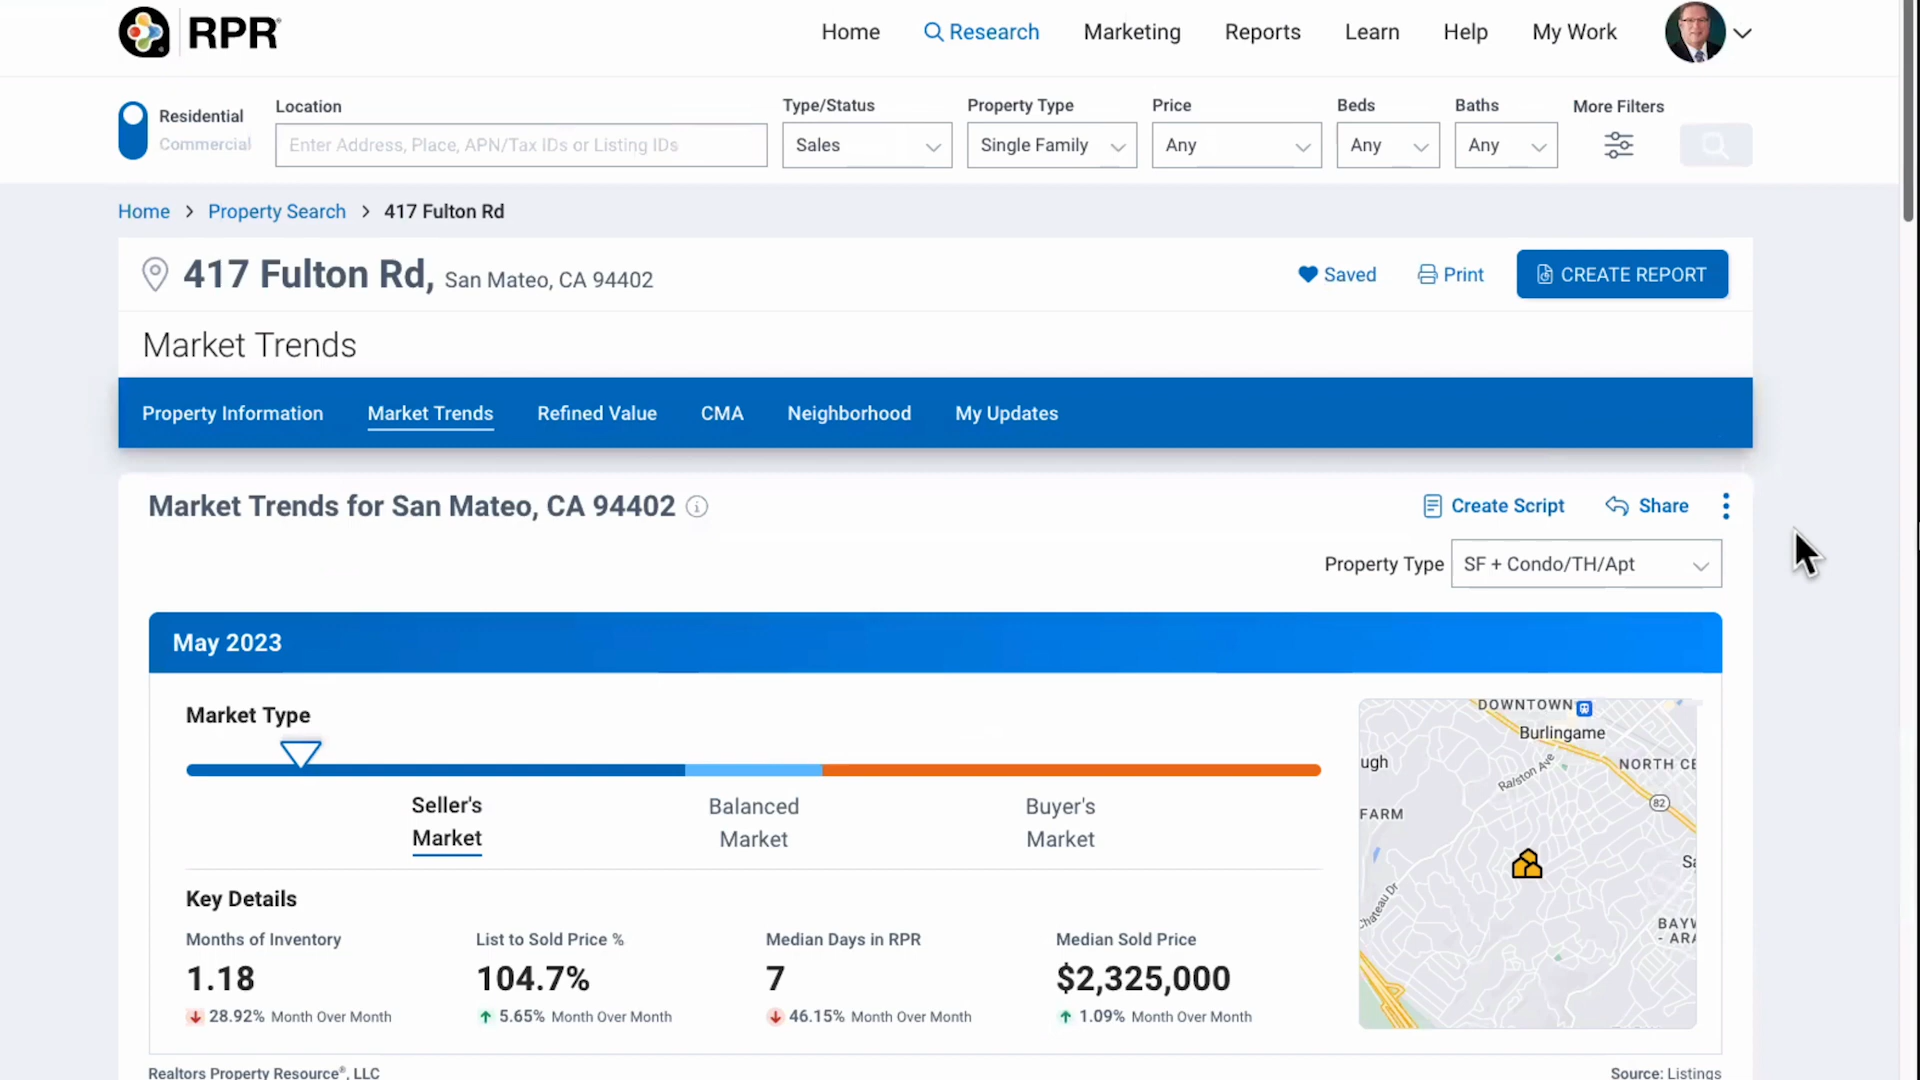 RPR
Home
Research
Marketing
Reports
Learn
Help
My Work
Residential
Commercial
Location
Enter Address, Place, APN/Tax IDs or Listing IDs
Type/Status
Sales
Property Type
Single Family
Price
Any
Beds
Any
Baths
Any
More Filters
Home > Property Search > 417 Fulton Rd
417 Fulton Rd, San Mateo, CA 94402
Saved
Print
CREATE REPORT
Market Trends
Property Information
Market Trends
Refined Value
CMA
Neighborhood
My Updates
Market Trends for San Mateo, CA 94402
Create Script
Share
Property Type
SF + Condo/TH/Apt
May 2023
Market Type
Seller's
Market
Balanced
Market
Buyer's
Market
Key Details
Months of Inventory
1.18
28.92% Month Over Month
List to Sold Price %
104.7%
5.65% Month Over Month
Median Days in RPR
7
46.15% Month Over Month
Median Sold Price
$2,325,000
1.09% Month Over Month
DOWNTOWN
Burlingame
ugh
Ralston Ave
NORTH CE
82
FARM
Sa
Chateau Dr
BAYW
- ARA
Realtors Property Resource®, LLC
Source: Listings